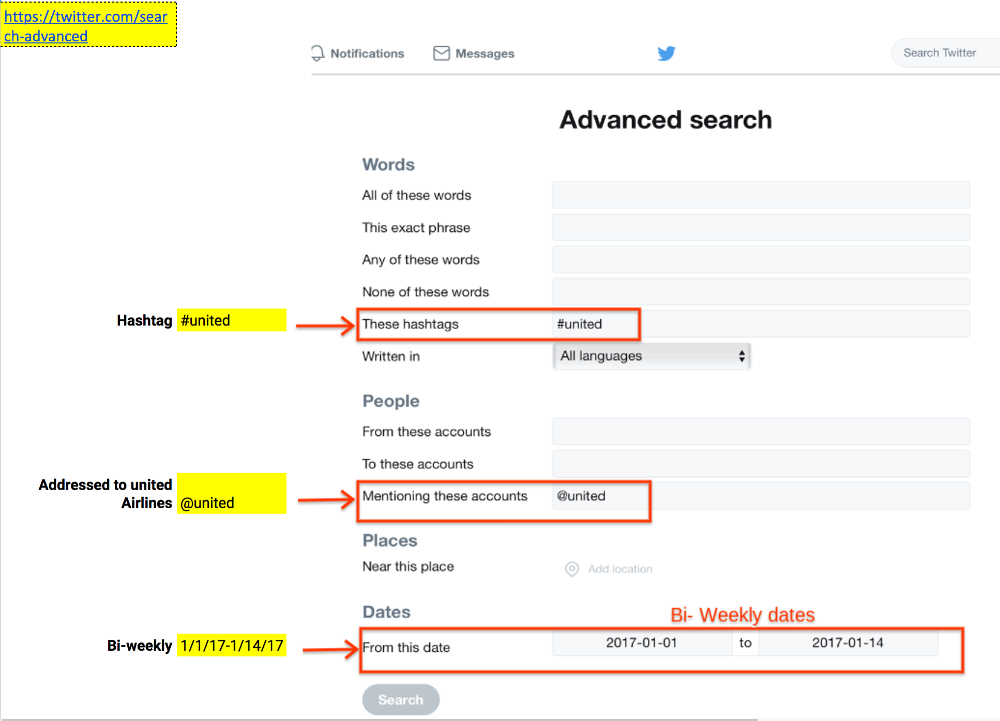 https://twitter.com/sear
ch-advanced
Notifications Messages Search Twitter
Advanced search
Words
All of these words
This exact phrase
Any of these words
None of these words
Hashtag #united These hashtags #united
Written in All languages
People
From these accounts
To these accounts
Addressed to united
Airlines @united Mentioning these accounts @united
Places
Near this place Add location
Dates Bi- Weekly dates
Bi-weekly 1/1/17-1/14/17 From this date 2017-01-01 to 2017-01-14
Search